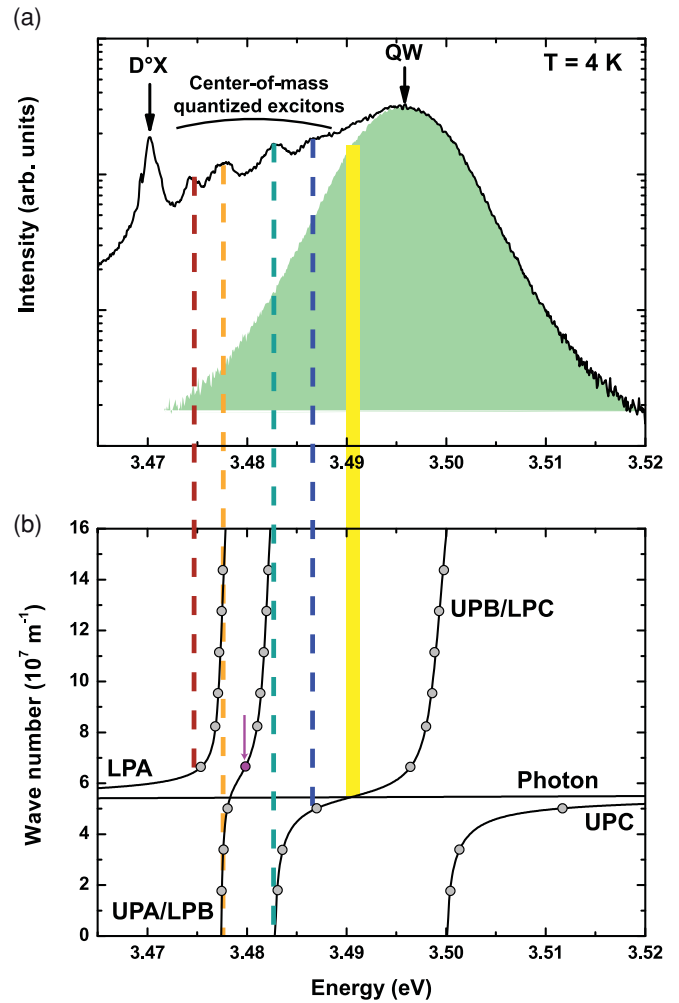 (a)
D°X
Center-of-mass
quantized excitons
QW
T = 4 K
Intensity (arb. units)
3.47 3.48 3.49 3.50 3.51 3.52
(b)
16
14
12
10
8
6
4
2
0
Wave number (10⁷ m⁻¹)
UPB/LPC
LPA
Photon
UPC
UPA/LPB
3.47 3.48 3.49 3.50 3.51 3.52
Energy (eV)